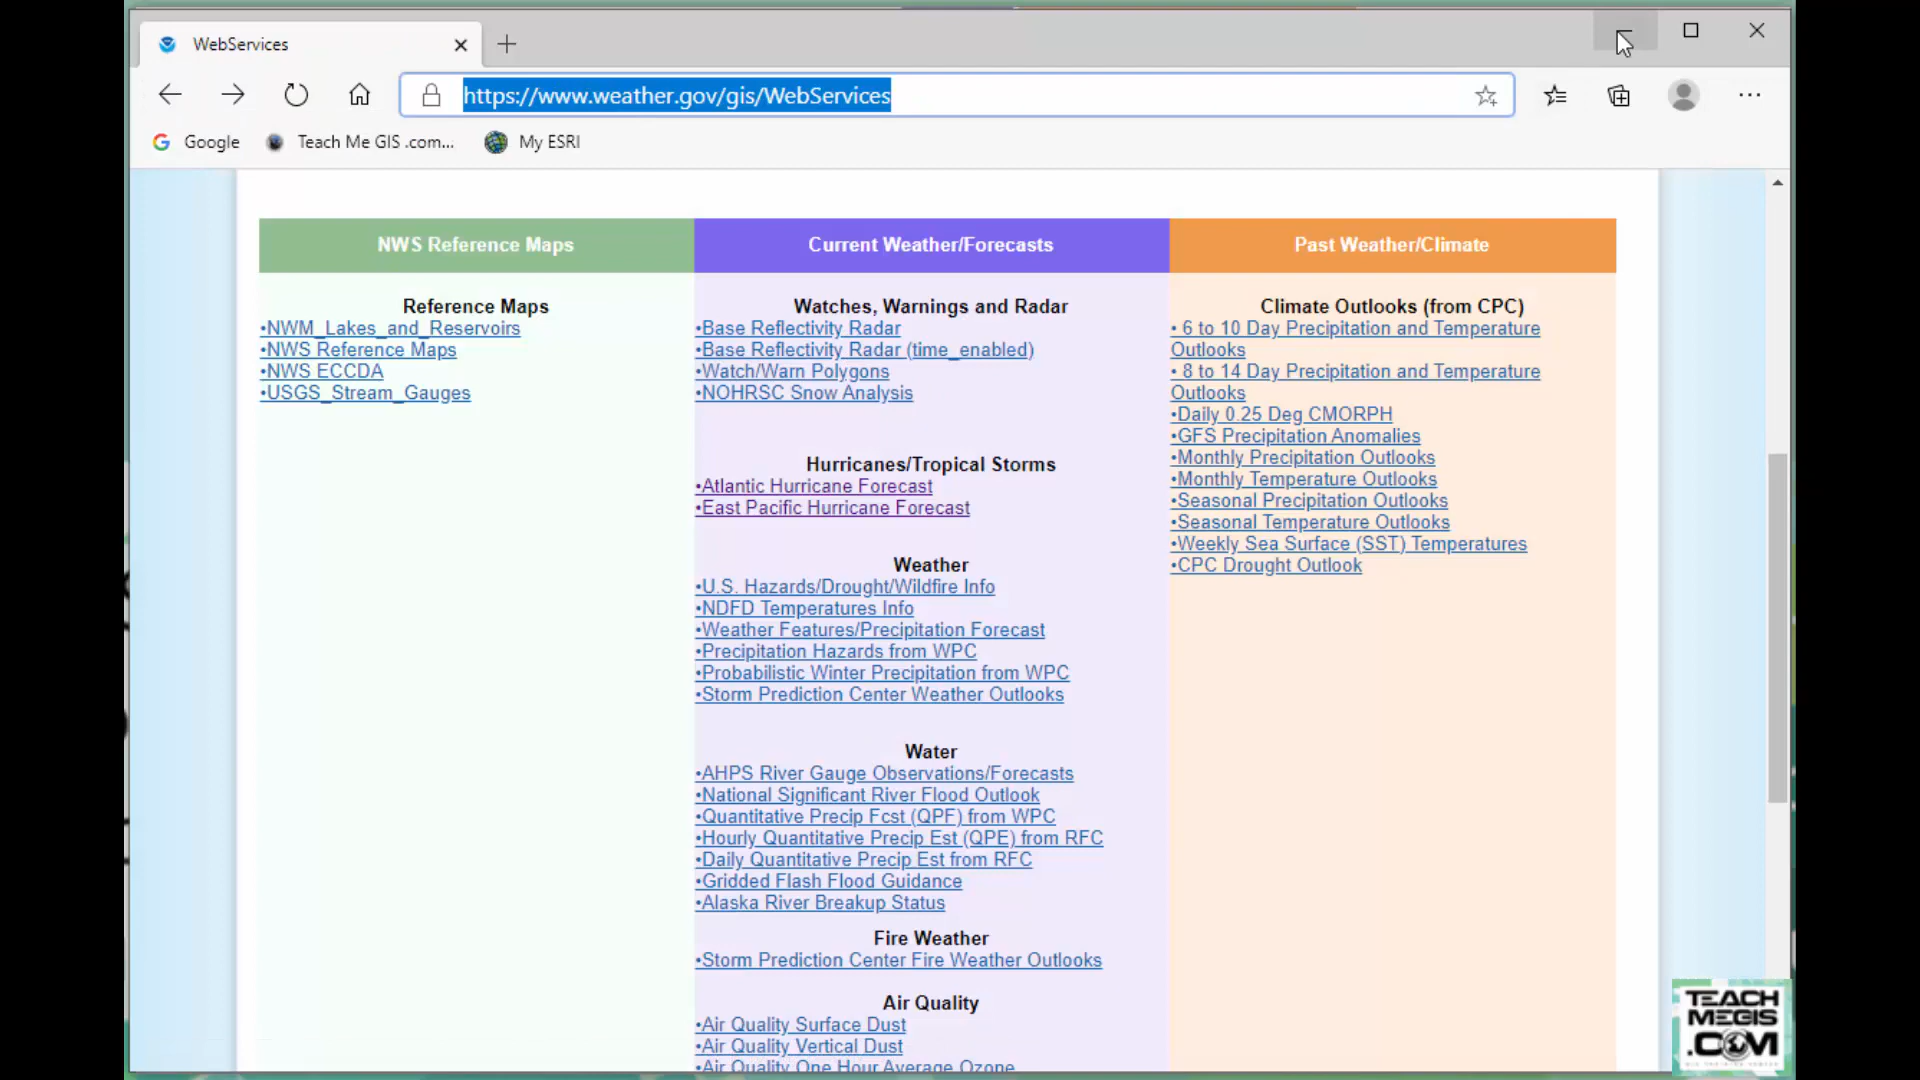 WebServices
https://www.weather.gov/gis/WebServices
Google
Teach Me GIS .com...
My ESRI
NWS Reference Maps
Reference Maps
•NWM_Lakes_and_Reservoirs
•NWS Reference Maps
•NWS ECCDA
•USGS_Stream_Gauges
Current Weather/Forecasts
Watches, Warnings and Radar
•Base Reflectivity Radar
•Base Reflectivity Radar (time_enabled)
•Watch/Warn Polygons
•NOHRSC Snow Analysis
Hurricanes/Tropical Storms
•Atlantic Hurricane Forecast
•East Pacific Hurricane Forecast
Weather
•U.S. Hazards/Drought/Wildfire Info
•NDFD Temperatures Info
•Weather Features/Precipitation Forecast
•Precipitation Hazards from WPC
•Probabilistic Winter Precipitation from WPC
•Storm Prediction Center Weather Outlooks
Water
•AHPS River Gauge Observations/Forecasts
•National Significant River Flood Outlook
•Quantitative Precip Fcst (QPF) from WPC
•Hourly Quantitative Precip Est (QPE) from RFC
•Daily Quantitative Precip Est from RFC
•Gridded Flash Flood Guidance
•Alaska River Breakup Status
Fire Weather
•Storm Prediction Center Fire Weather Outlooks
Air Quality
•Air Quality Surface Dust
•Air Quality Vertical Dust
•Air Quality One Hour Average Ozone
Past Weather/Climate
Climate Outlooks (from CPC)
• 6 to 10 Day Precipitation and Temperature
Outlooks
• 8 to 14 Day Precipitation and Temperature
Outlooks
•Daily 0.25 Deg CMORPH
•GFS Precipitation Anomalies
•Monthly Precipitation Outlooks
•Monthly Temperature Outlooks
•Seasonal Precipitation Outlooks
•Seasonal Temperature Outlooks
•Weekly Sea Surface (SST) Temperatures
•CPC Drought Outlook
TEACH
MEGIS
.COM